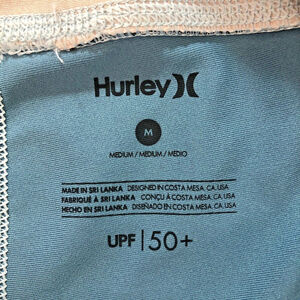 Hurley
M
MEDIUM / MEDIUM / MEDIO
MADE IN SRI LANKA DESIGNED IN COSTA MESA, CA, USA
FABRIQUÉ À SRI LANKA CONÇU À COSTA MESA, CA, USA
HECHO EN SRI LANKA DISEÑADO EN COSTA MESA, CA, USA
UPF | 50+